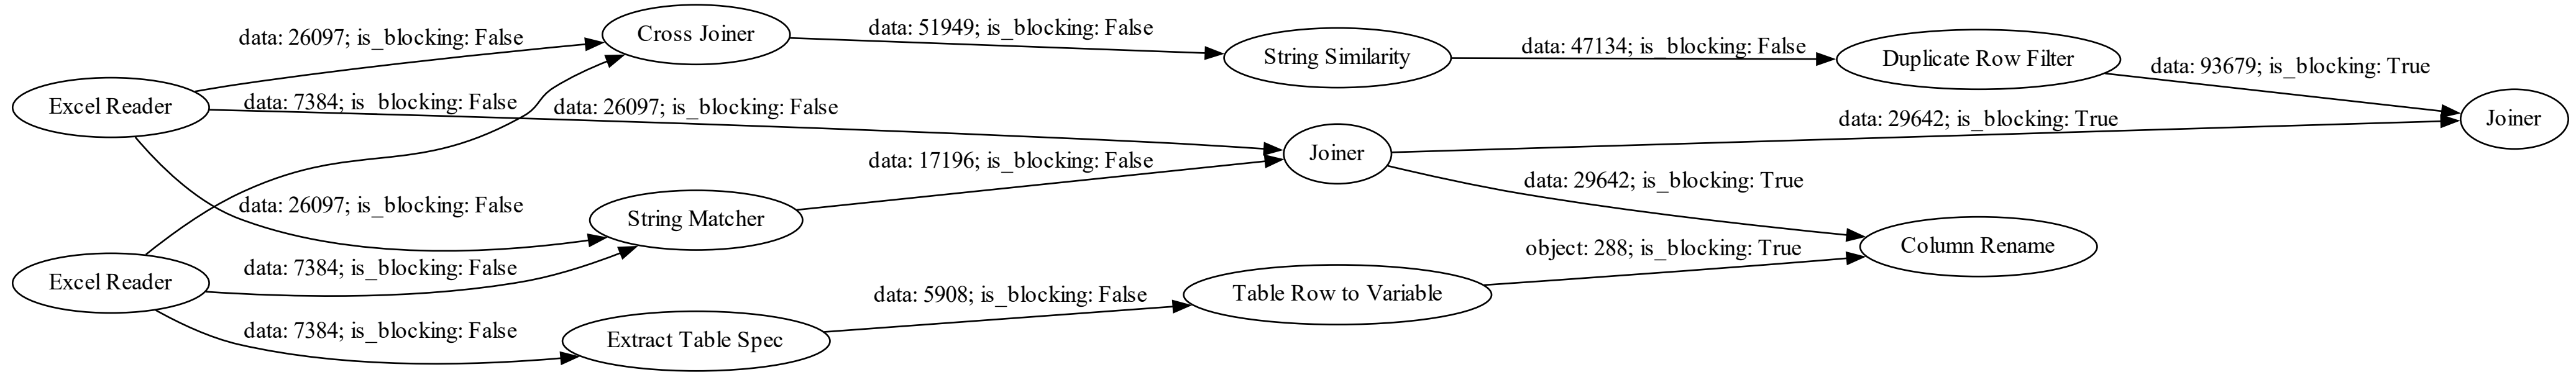 data: 26097; is_blocking: False
Cross Joiner
data: 51949; is_blocking: False
String Similarity
data: 47134; is_blocking: False
Duplicate Row Filter
data: 93679; is_blocking: True
Excel Reader
data: 7384; is_blocking: False
data: 26097; is_blocking: False
data: 29642; is_blocking: True
Joiner
Joiner
data: 17196; is_blocking: False
data: 29642; is_blocking: True
data: 26097; is_blocking: False
String Matcher
Column Rename
object: 288; is_blocking: True
Excel Reader
data: 7384; is_blocking: False
data: 5908; is_blocking: False
Table Row to Variable
data: 7384; is_blocking: False
Extract Table Spec